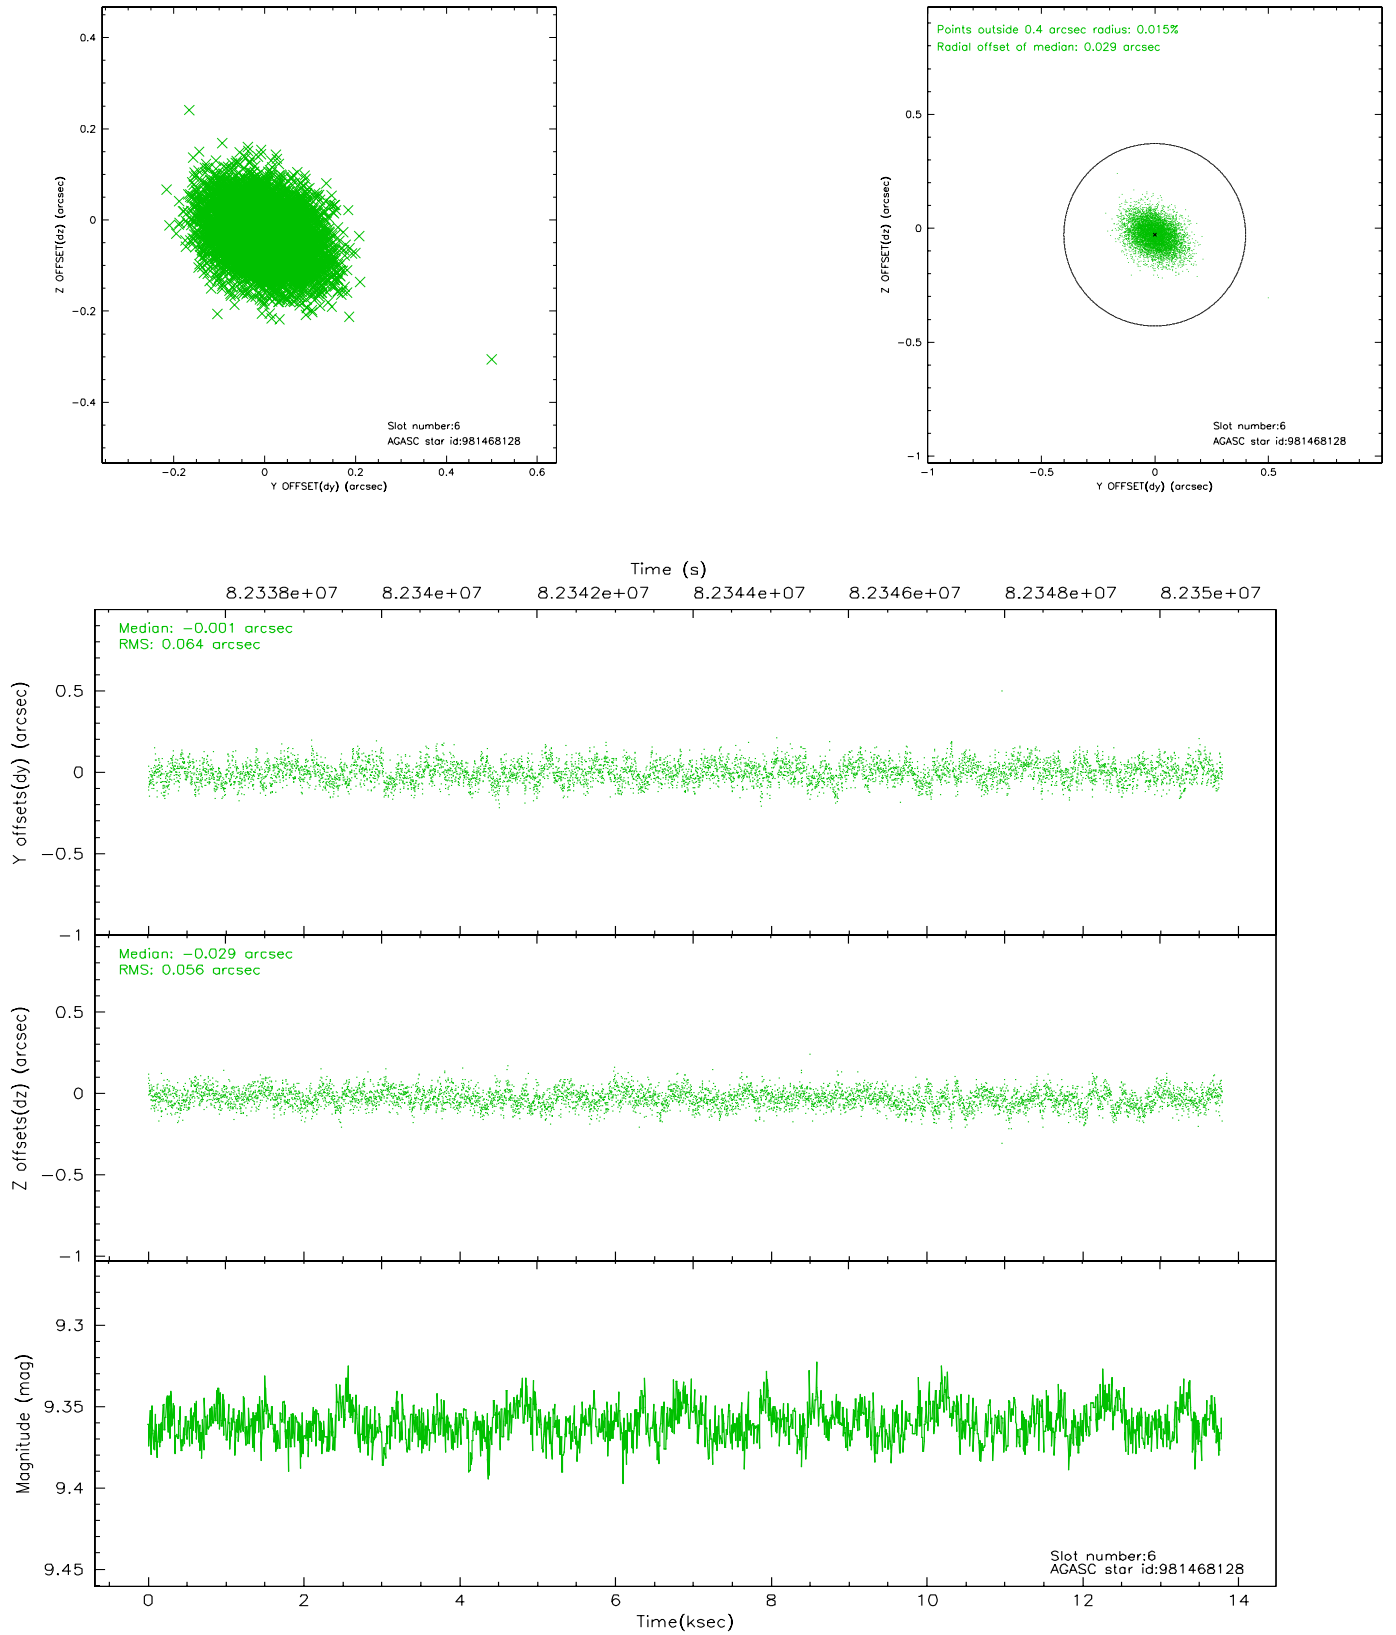 0.4
0.2
0
-0.2
-0.4
Z OFFSET(dz) (arcsec)
Slot number:6
AGASC star id:981468128
-0.2 0 0.2 0.4 0.6
Y OFFSET(dy) (arcsec)
Points outside 0.4 arcsec radius: 0.015%
Radial offset of median: 0.029 arcsec
0.5
0
-0.5
-1
Z OFFSET(dz) (arcsec)
Slot number:6
AGASC star id:981468128
-1 -0.5 0 0.5
Y OFFSET(dy) (arcsec)
Time (s)
8.2338e+07 8.234e+07 8.2342e+07 8.2344e+07 8.2346e+07 8.2348e+07 8.235e+07
Median: -0.001 arcsec
RMS: 0.064 arcsec
0.5
0
-0.5
-1
Y offsets(dy) (arcsec)
Median: -0.029 arcsec
RMS: 0.056 arcsec
0.5
0
-0.5
-1
Z offsets(dz) (arcsec)
9.3
9.35
9.4
9.45
Magnitude (mag)
Slot number:6
AGASC star id:981468128
0 2 4 6 8 10 12 14
Time(ksec)